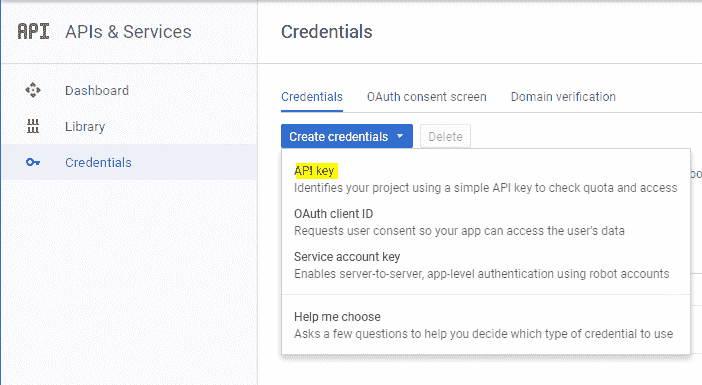 API APIs & Services
Credentials
Dashboard
Library
Credentials
Credentials OAuth consent screen Domain verification
Create credentials Delete
API key
Identifies your project using a simple API key to check quota and access
OAuth client ID
Requests user consent so your app can access the user's data
Service account key
Enables server-to-server, app-level authentication using robot accounts
Help me choose
Asks a few questions to help you decide which type of credential to use